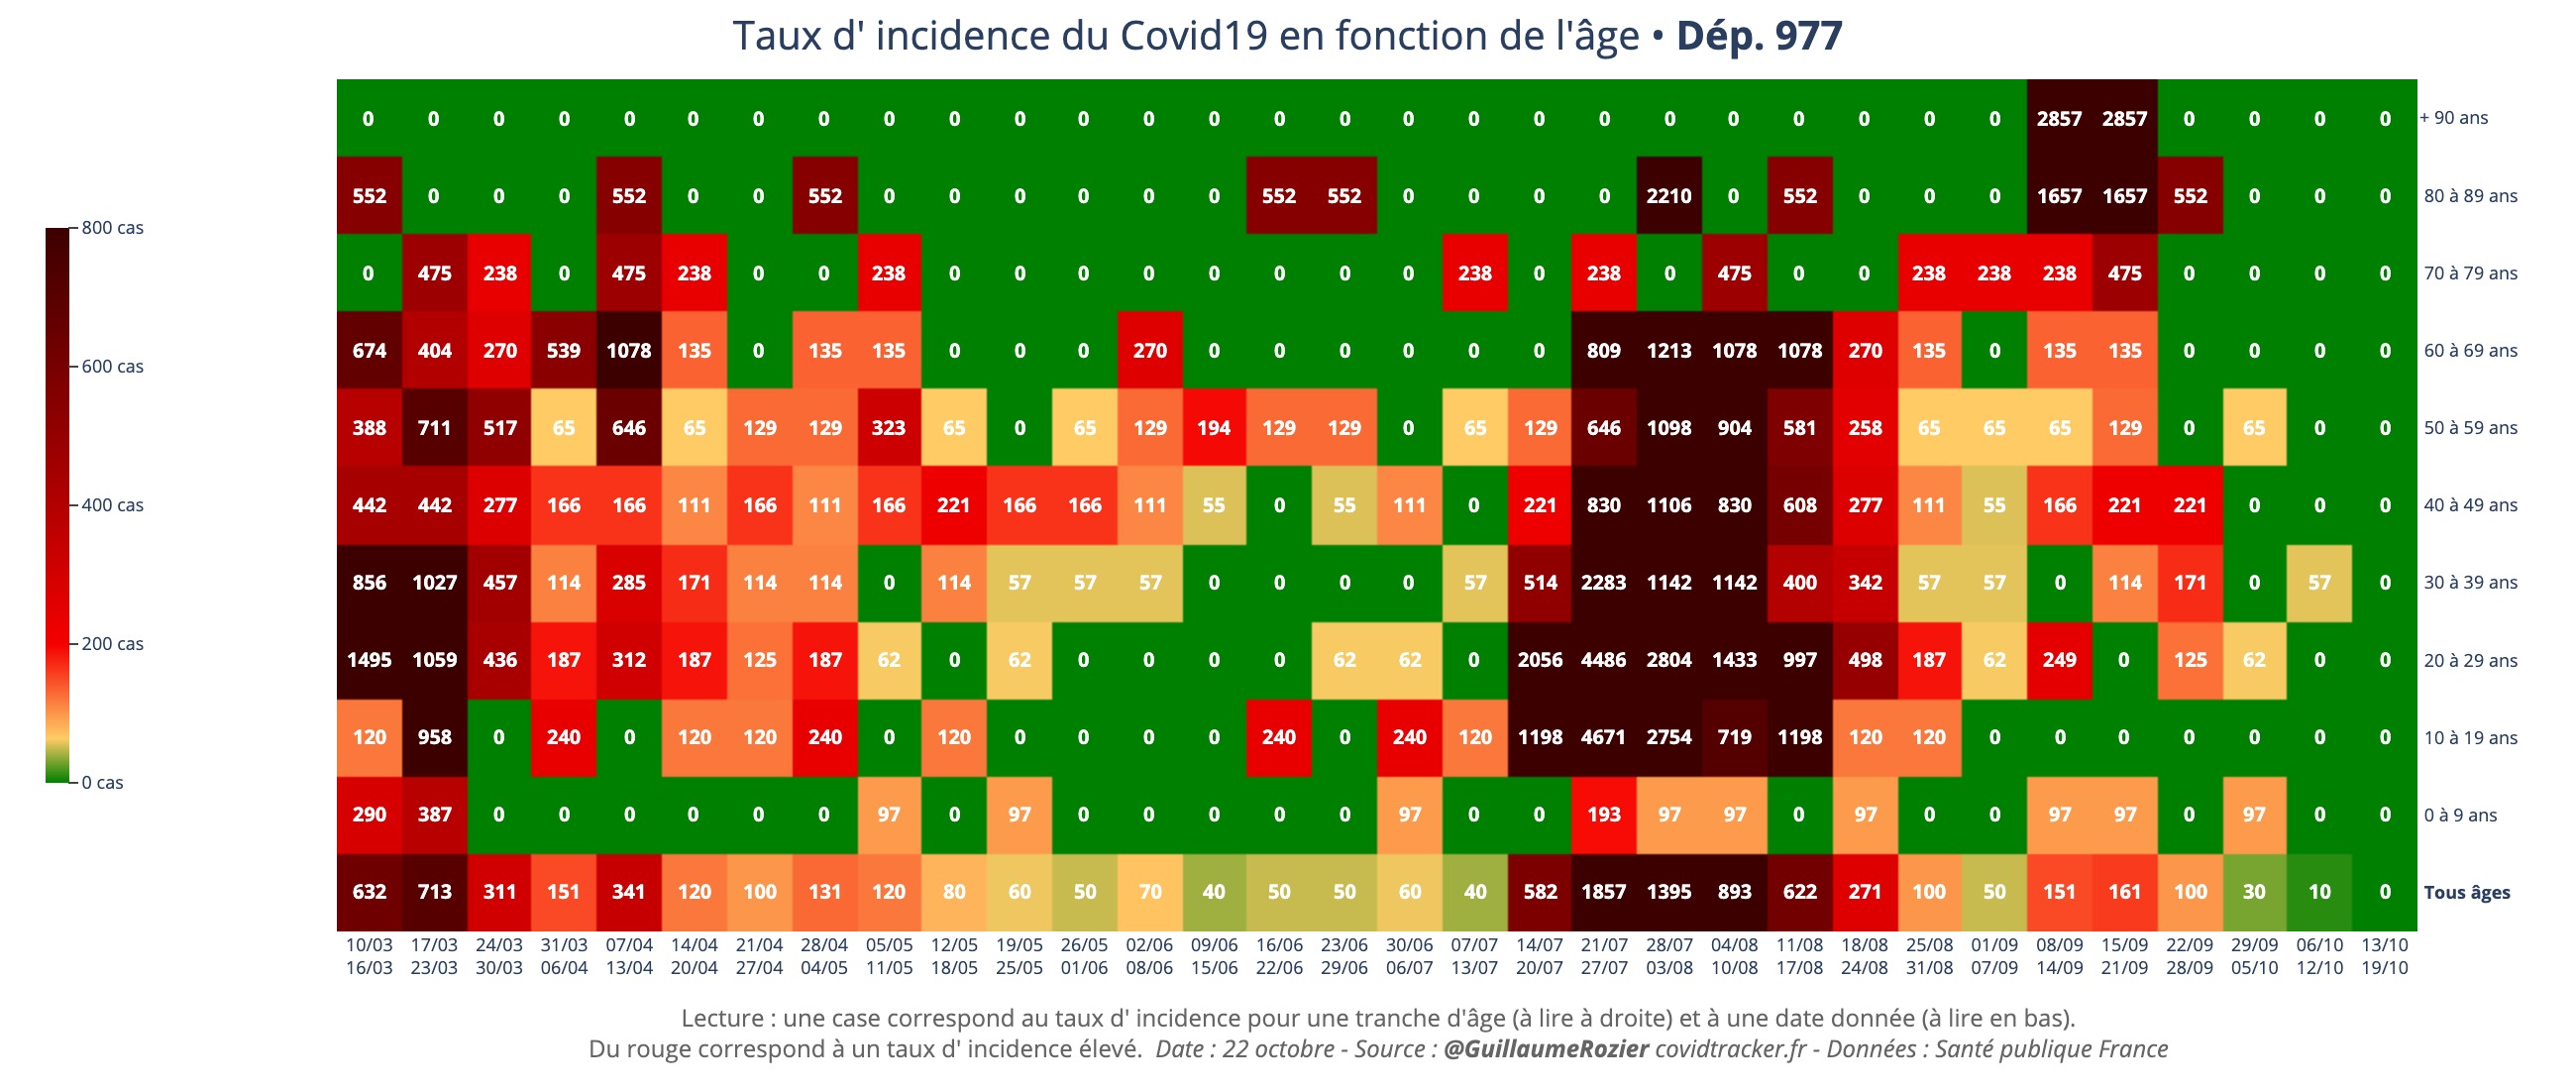 Taux d' incidence du Covid19 en fonction de l'âge • Dép. 977
0 0 0 0 0 0 0 0 0 0 0 0 0 0 0 0 0 0 0 0 0 0 0 0 0 0 2857 2857 0 0 0 0 + 90 ans
552 0 0 0 552 0 0 552 0 0 0 0 0 0 552 552 0 0 0 0 2210 0 552 0 0 0 1657 1657 552 0 0 0 80 à 89 ans
0 475 238 0 475 238 0 0 238 0 0 0 0 0 0 0 0 238 0 238 0 475 0 0 238 238 238 475 0 0 0 0 70 à 79 ans
674 404 270 539 1078 135 0 135 135 0 0 0 270 0 0 0 0 0 0 809 1213 1078 1078 270 135 0 135 135 0 0 0 0 60 à 69 ans
388 711 517 65 646 65 129 129 323 65 0 65 129 194 129 129 0 65 129 646 1098 904 581 258 65 65 65 129 0 65 0 0 50 à 59 ans
442 442 277 166 166 111 166 111 166 221 166 166 111 55 0 55 111 0 221 830 1106 830 608 277 111 55 166 221 221 0 0 0 40 à 49 ans
856 1027 457 114 285 171 114 114 0 114 57 57 57 0 0 0 0 57 514 2283 1142 1142 400 342 57 57 0 114 171 0 57 0 30 à 39 ans
1495 1059 436 187 312 187 125 187 62 0 62 0 0 0 0 62 62 0 2056 4486 2804 1433 997 498 187 62 249 0 125 62 0 0 20 à 29 ans
120 958 0 240 0 120 120 240 0 120 0 0 0 0 240 0 240 120 1198 4671 2754 719 1198 120 120 0 0 0 0 0 0 0 10 à 19 ans
290 387 0 0 0 0 0 0 97 0 97 0 0 0 0 0 97 0 0 193 97 97 0 97 0 0 97 97 0 97 0 0 0 à 9 ans
632 713 311 151 341 120 100 131 120 80 60 50 70 40 50 50 60 40 582 1857 1395 893 622 271 100 50 151 161 100 30 10 0 Tous âges
10/03 17/03 24/03 31/03 07/04 14/04 21/04 28/04 05/05 12/05 19/05 26/05 02/06 09/06 16/06 23/06 30/06 07/07 14/07 21/07 28/07 04/08 11/08 18/08 25/08 01/09 08/09 15/09 22/09 29/09 06/10 13/10
16/03 23/03 30/03 06/04 13/04 20/04 27/04 04/05 11/05 18/05 25/05 01/06 08/06 15/06 22/06 29/06 06/07 13/07 20/07 27/07 03/08 10/08 17/08 24/08 31/08 07/09 14/09 21/09 28/09 05/10 12/10 19/10
800 cas
600 cas
400 cas
200 cas
0 cas
Lecture : une case correspond au taux d' incidence pour une tranche d'âge (à lire à droite) et à une date donnée (à lire en bas).
Du rouge correspond à un taux d' incidence élevé. Date : 22 octobre - Source : @GuillaumeRozier covidtracker.fr - Données : Santé publique France